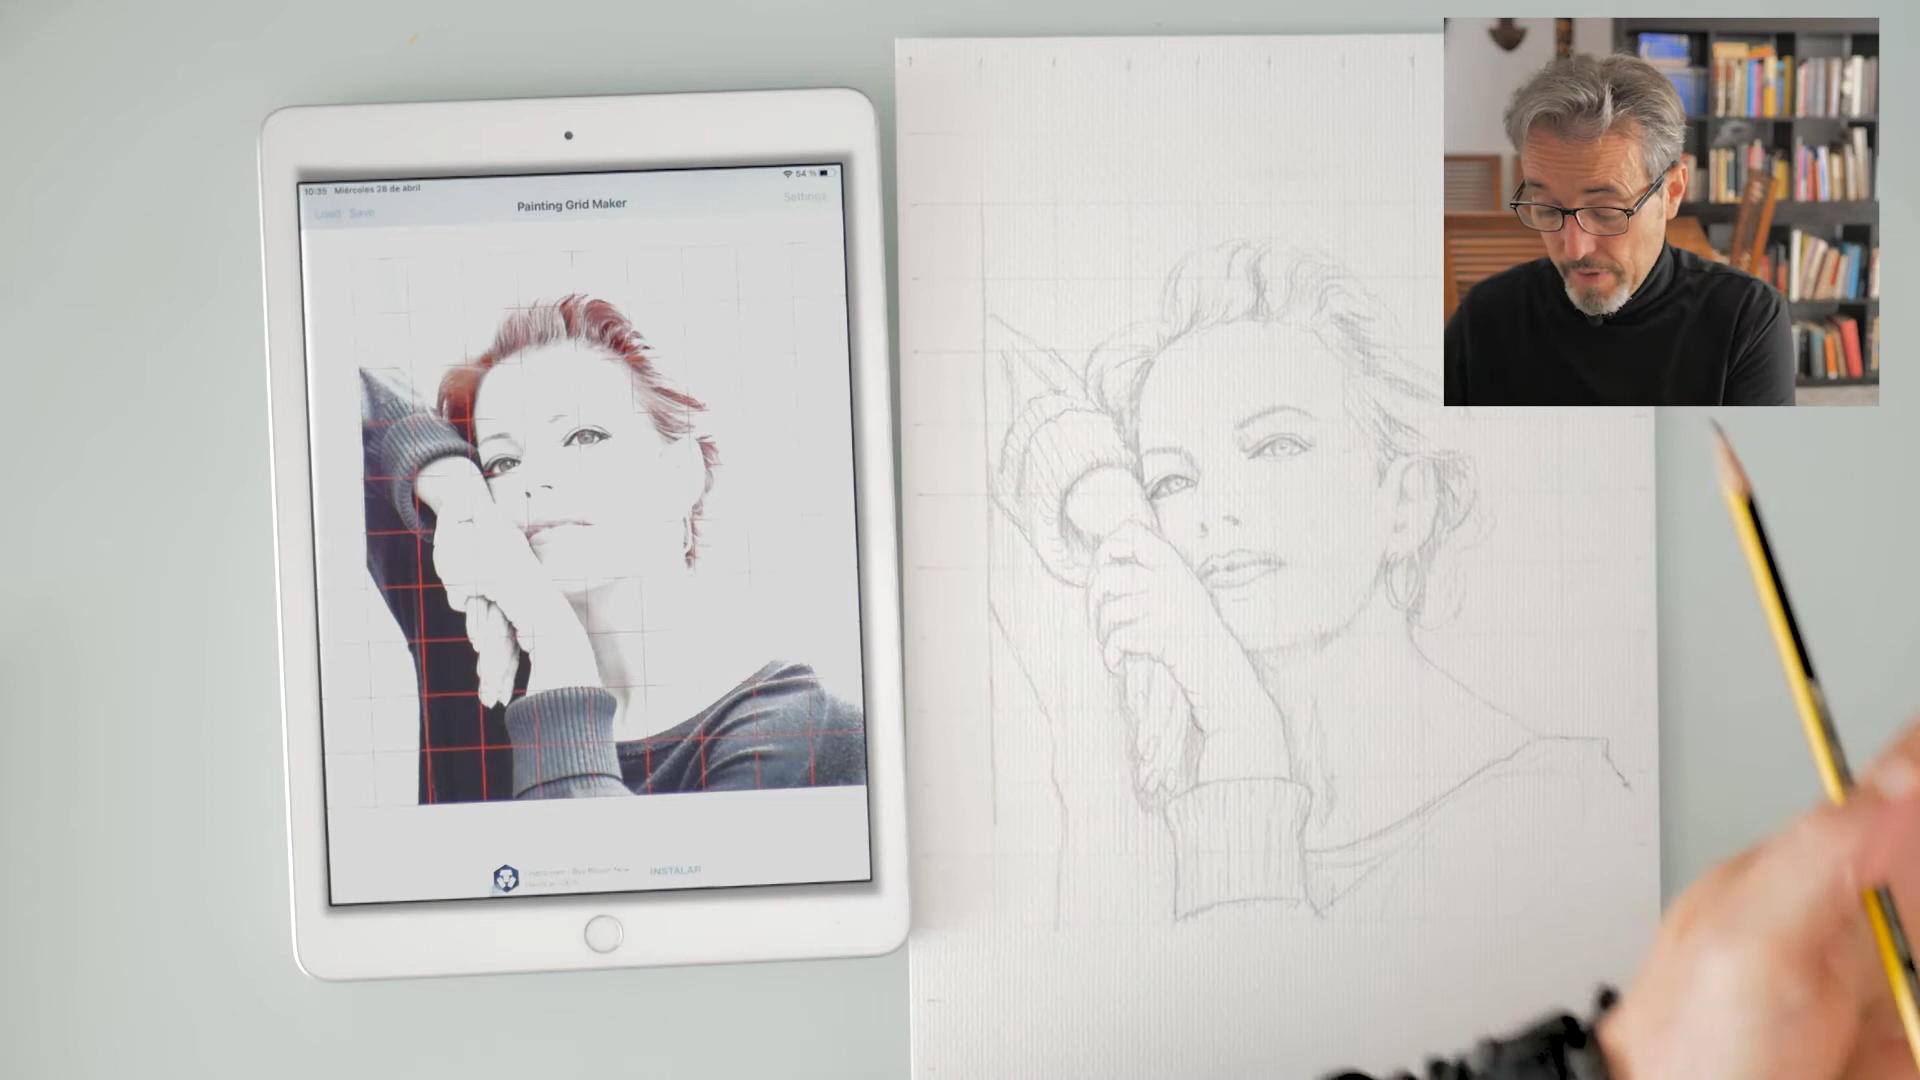 10:35 Miércoles 28 de abril
54 %
Load Save
Painting Grid Maker
Settings
INSTALAR